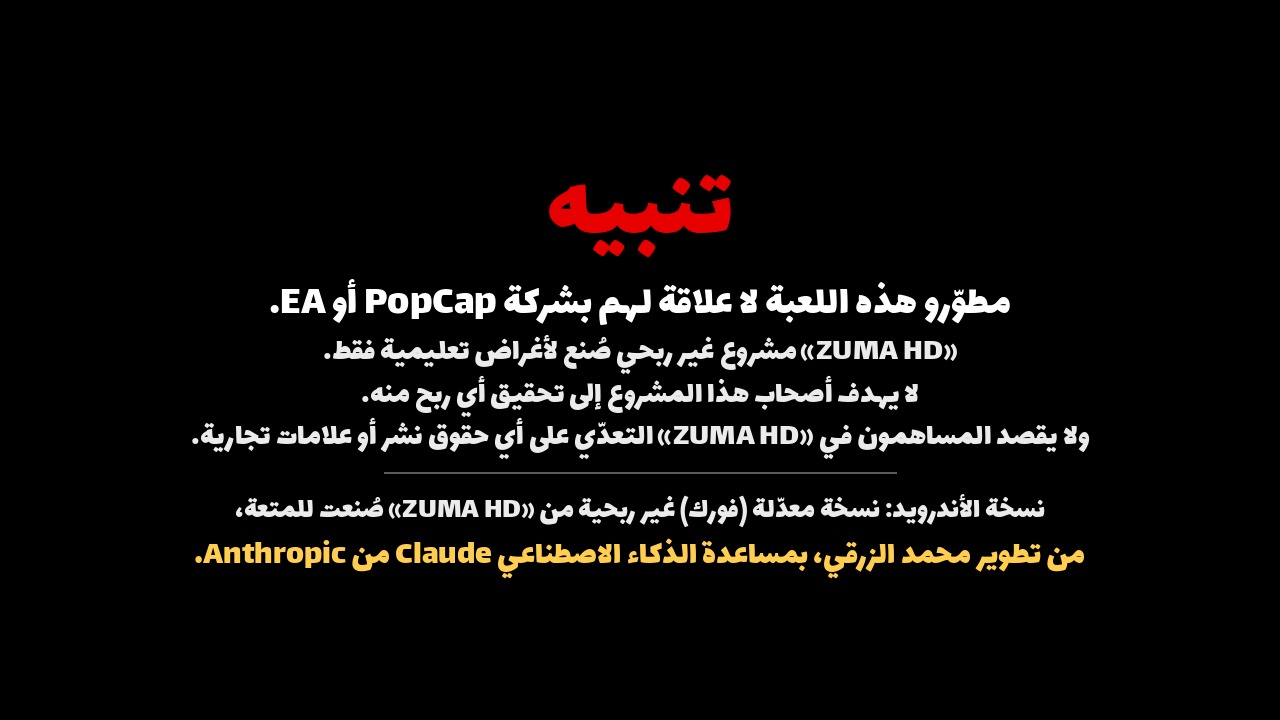 تنبيه
مطوّرو هذه اللعبة لا علاقة لهم بشركة PopCap أو EA.
«ZUMA HD» مشروع غير ربحي صُنع لأغراض تعليمية فقط.
لا يهدف أصحاب هذا المشروع إلى تحقيق أي ربح منه.
ولا يقصد المساهمون في «ZUMA HD» التعدّي على أي حقوق نشر أو علامات تجارية.
نسخة الأندرويد: نسخة معدّلة (فورك) غير ربحية من «ZUMA HD» صُنعت للمتعة،
من تطوير محمد الزرقي، بمساعدة الذكاء الاصطناعي Claude من Anthropic.